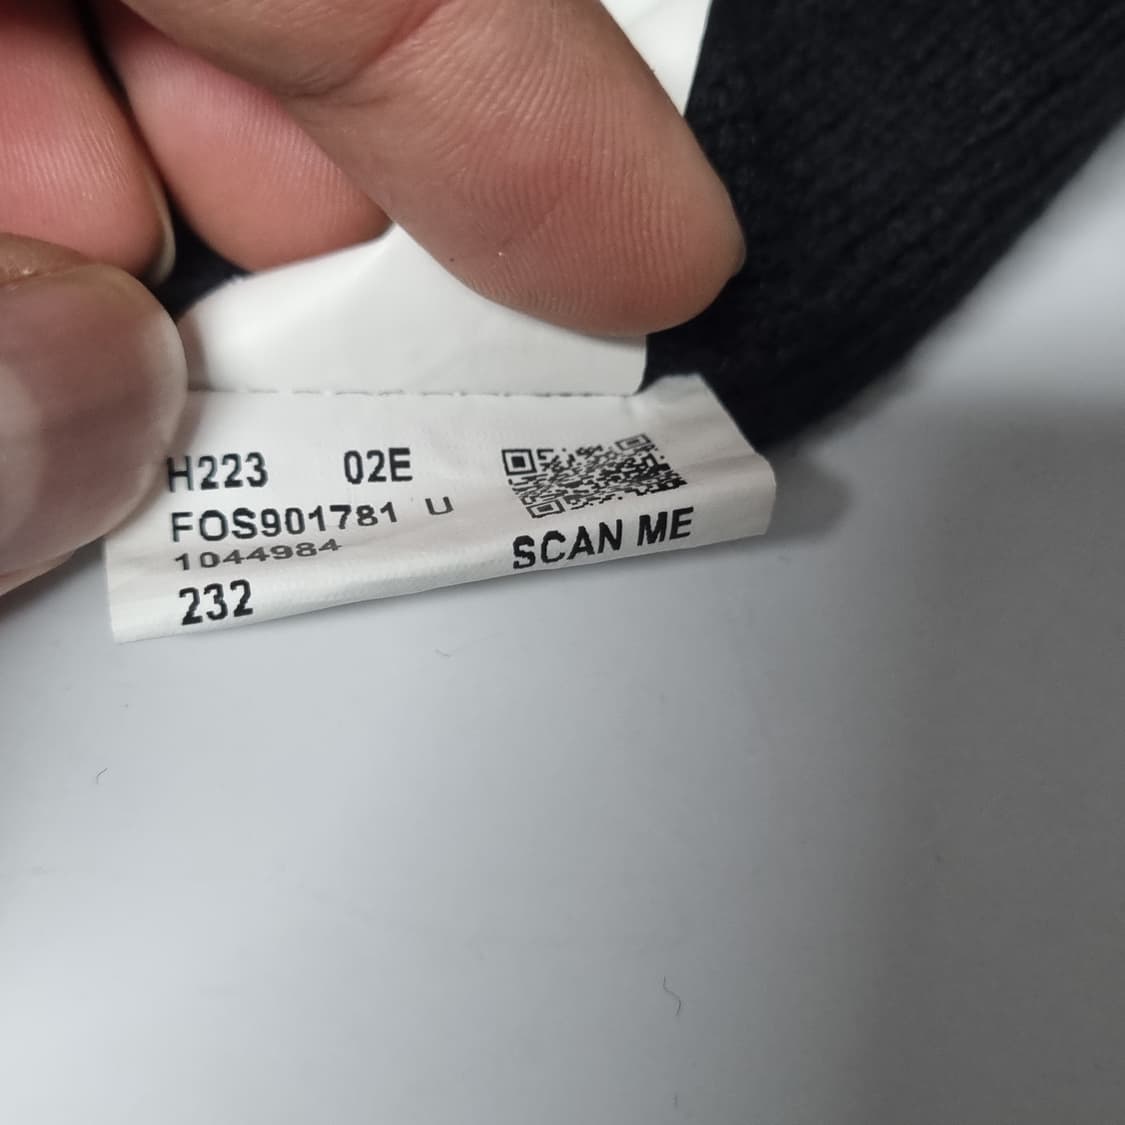 H223 02E
FOS901781 U
1044984
232
SCAN ME